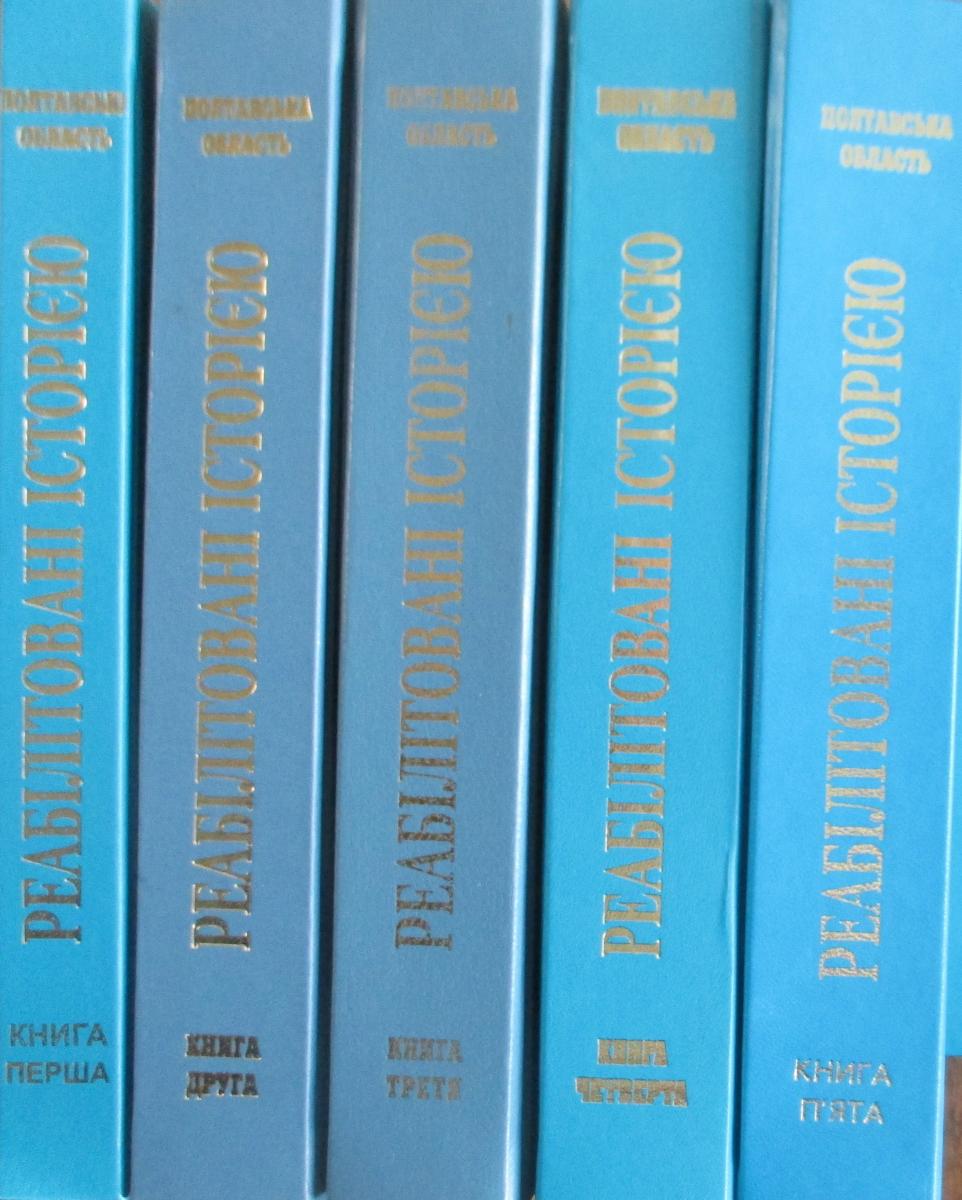 ПОЛТАВСЬКА
ОБЛАСТЬ
РЕАБІЛІТОВАНІ ІСТОРІЄЮ
КНИГА
ПЕРША
ПОЛТАВСЬКА
ОБЛАСТЬ
РЕАБІЛІТОВАНІ ІСТОРІЄЮ
КНИГА
ДРУГА
ПОЛТАВСЬКА
ОБЛАСТЬ
РЕАБІЛІТОВАНІ ІСТОРІЄЮ
КНИГА
ТРЕТЯ
ПОЛТАВСЬКА
ОБЛАСТЬ
РЕАБІЛІТОВАНІ ІСТОРІЄЮ
КНИГА
ЧЕТВЕРТА
ПОЛТАВСЬКА
ОБЛАСТЬ
РЕАБІЛІТОВАНІ ІСТОРІЄЮ
КНИГА
П'ЯТА